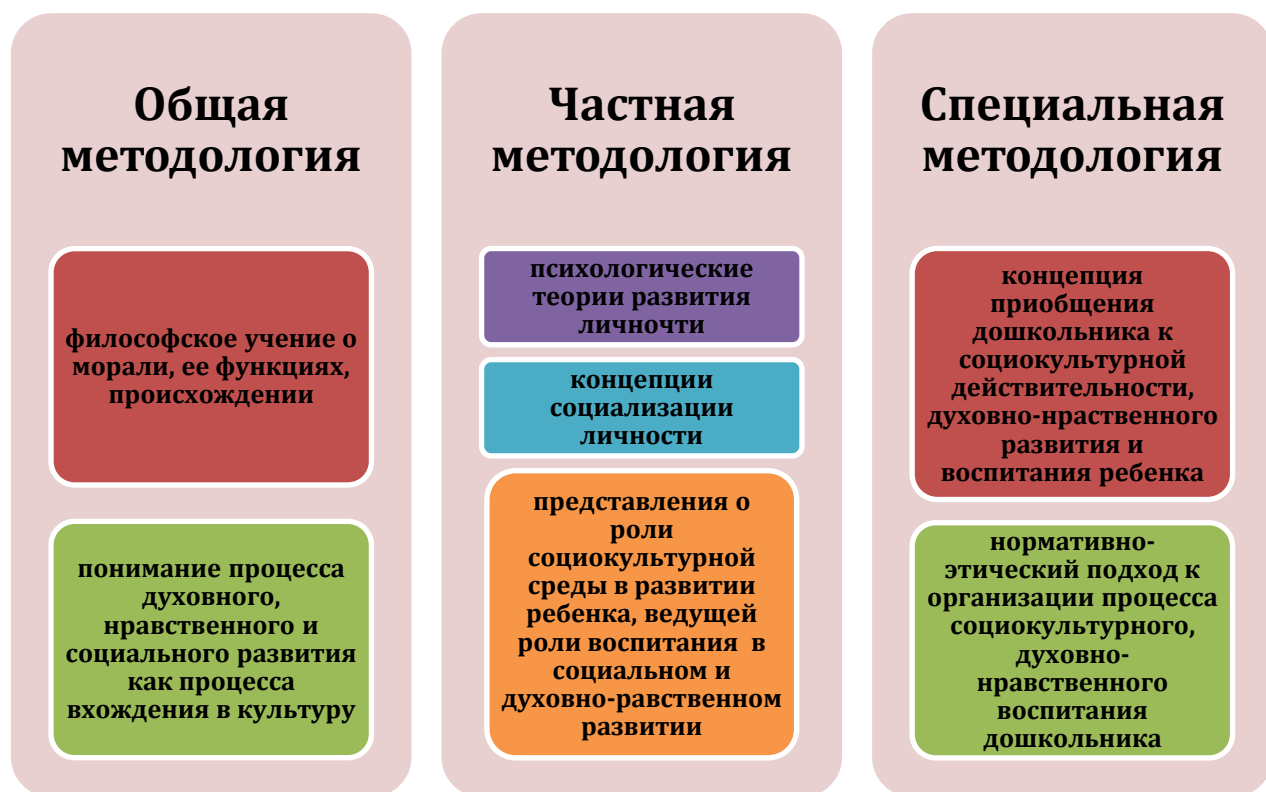 Общая
методология
философское учение о
морали, ее функциях,
происхождении
понимание процесса
духовного,
нравственного и
социального развития
как процесса
вхождения в культуру
Частная
методология
психологические
теории развития
личночти
концепции
социализации
личности
представления о
роли
социокультурной
среды в развитии
ребенка, ведущей
роли воспитания в
социальном и
духовно-равственном
развитии
Специальная
методология
концепция
приобщения
дошкольника к
социокультурной
действительности,
духовно-нраственного
развития и
воспитания ребенка
нормативно-
этический подход к
организации процесса
социокультурного,
духовно-
нравственного
воспитания
дошкольника